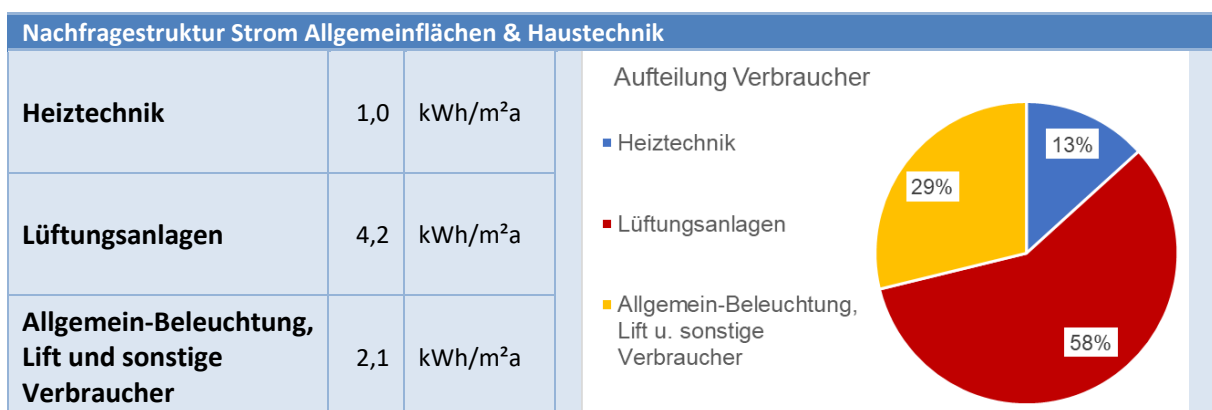 Nachfragestruktur Strom Allgemeinflächen & Haustechnik
Heiztechnik 1,0 kWh/m²a
Lüftungsanlagen 4,2 kWh/m²a
Allgemein-Beleuchtung,
Lift und sonstige
Verbraucher
2,1 kWh/m²a
Aufteilung Verbraucher
Heiztechnik
Lüftungsanlagen
Allgemein-Beleuchtung,
Lift u. sonstige
Verbraucher
13%
29%
58%